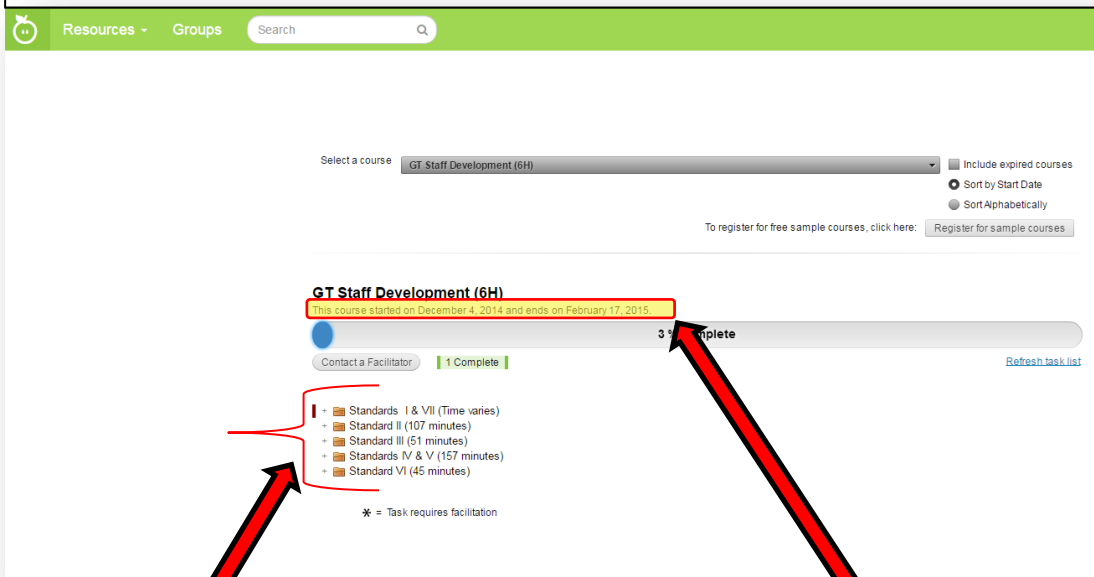 Resources Groups Search
Select a course GT Staff Development (6H) Include expired courses
Sort by Start Date
Sort Alphabetically
To register for free sample courses, click here: Register for sample courses
GT Staff Development (6H)
This course started on December 4, 2014 and ends on February 17, 2015.
3 % mplete
Contact a Facilitator 1 Complete Refresh task list
+ Standards I & VII (Time varies)
+ Standard II (107 minutes)
+ Standard III (51 minutes)
+ Standards IV & V (157 minutes)
+ Standard VI (45 minutes)
* = Task requires facilitation